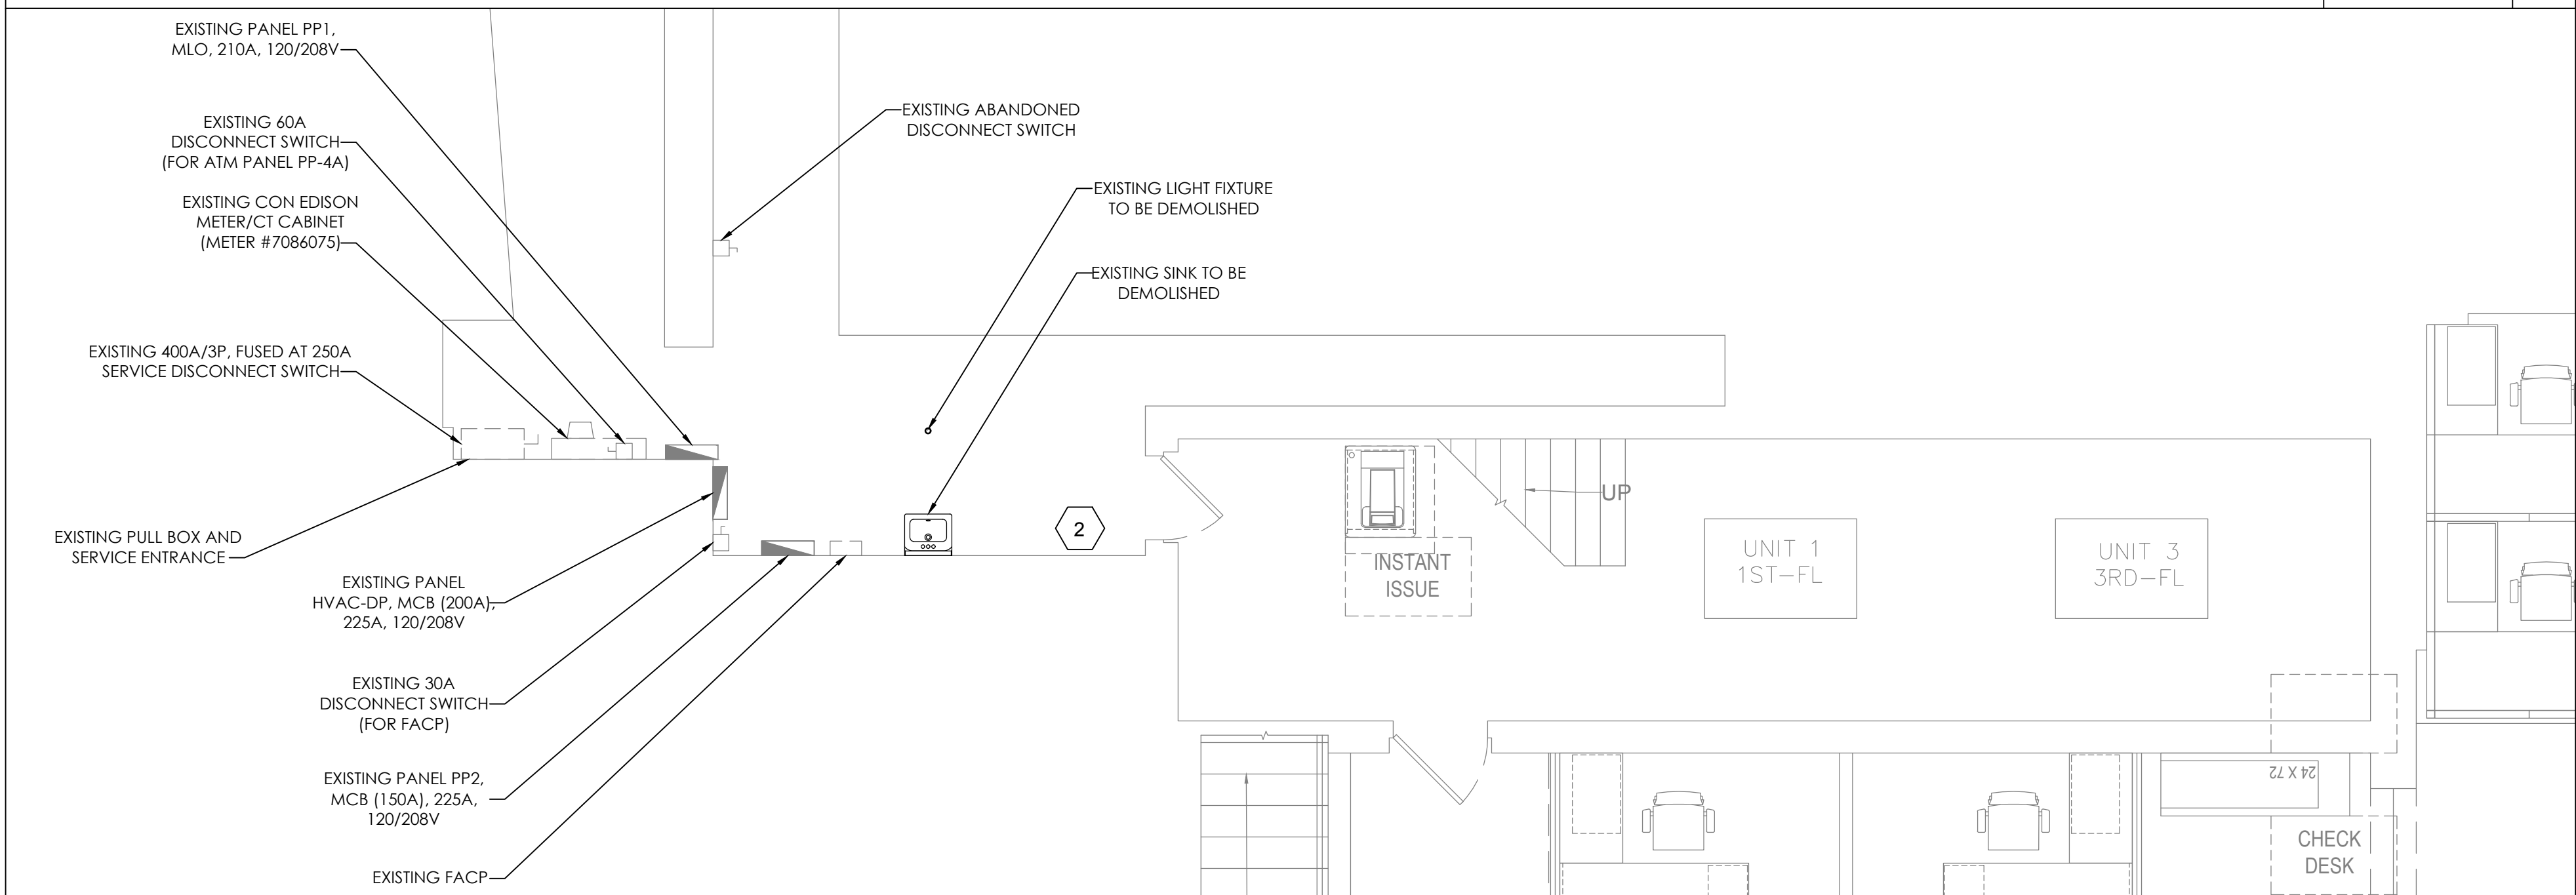 EXISTING PANEL PP1,
MLO, 210A, 120/208V
EXISTING 60A
DISCONNECT SWITCH
(FOR ATM PANEL PP-4A)
EXISTING CON EDISON
METER/CT CABINET
(METER #7086075)
EXISTING 400A/3P, FUSED AT 250A
SERVICE DISCONNECT SWITCH
EXISTING PULL BOX AND
SERVICE ENTRANCE
EXISTING PANEL
HVAC-DP, MCB (200A),
225A, 120/208V
EXISTING 30A
DISCONNECT SWITCH
(FOR FACP)
EXISTING PANEL PP2,
MCB (150A), 225A,
120/208V
EXISTING FACP
EXISTING ABANDONED
DISCONNECT SWITCH
EXISTING LIGHT FIXTURE
TO BE DEMOLISHED
EXISTING SINK TO BE
DEMOLISHED
2
UP
INSTANT
ISSUE
UNIT 1
1ST-FL
UNIT 3
3RD-FL
24 X 72
CHECK
DESK